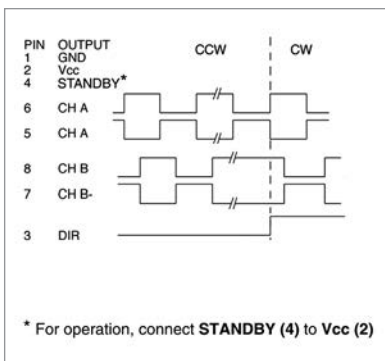 PIN OUTPUT CCW CW
1 GND
2 Vcc
4 STANDBY*
6 CH A
5 CH A
8 CH B
7 CH B-
3 DIR
* For operation, connect STANDBY (4) to Vcc (2)